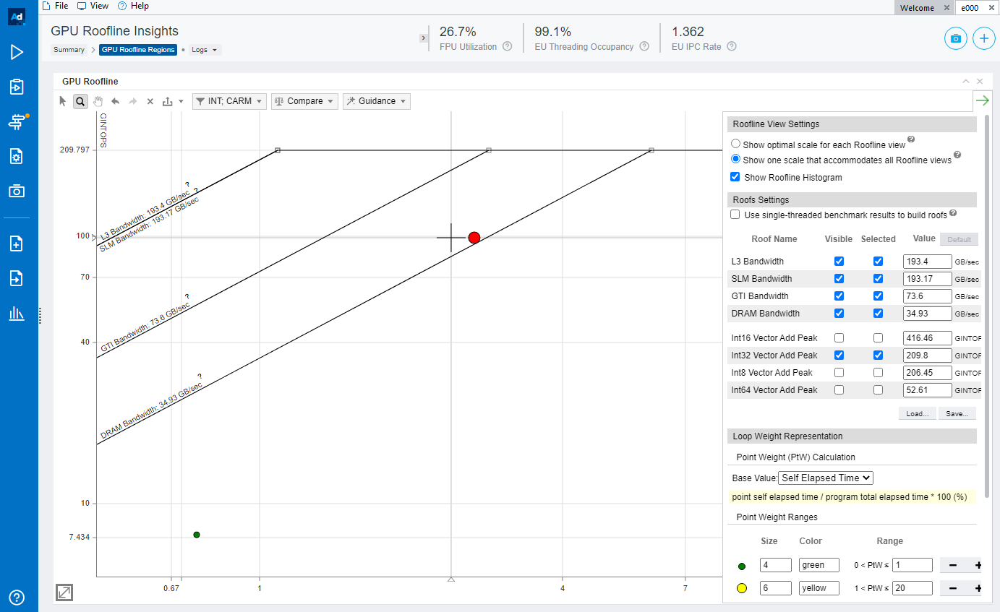 Ad
File View Help
Welcome e000
GPU Roofline Insights
Summary GPU Roofline Regions Logs
26.7%
FPU Utilization
99.1%
EU Threading Occupancy
1.362
EU IPC Rate
GPU Roofline
INT; CARM Compare Guidance
GINTOPS
209.797
100
70
40
10
7.434
0.67 1 4 7
L3 Bandwidth: 193.4 GB/sec ?
SLM Bandwidth: 193.17 GB/sec ?
GTI Bandwidth: 73.6 GB/sec ?
DRAM Bandwidth: 34.93 GB/sec ?
Roofline View Settings
Show optimal scale for each Roofline view
Show one scale that accommodates all Roofline views
Show Roofline Histogram
Roofs Settings
Use single-threaded benchmark results to build roofs
Roof Name Visible Selected Value Default
L3 Bandwidth 193.4 GB/sec
SLM Bandwidth 193.17 GB/sec
GTI Bandwidth 73.6 GB/sec
DRAM Bandwidth 34.93 GB/sec
Int16 Vector Add Peak 416.46 GINTOP
Int32 Vector Add Peak 209.8 GINTOP
Int8 Vector Add Peak 206.45 GINTOP
Int64 Vector Add Peak 52.61 GINTOP
Load... Save...
Loop Weight Representation
Point Weight (PtW) Calculation
Base Value: Self Elapsed Time
point self elapsed time / program total elapsed time * 100 (%)
Point Weight Ranges
Size Color Range
4 green 0 < PtW ≤ 1 − +
6 yellow 1 < PtW ≤ 20 − +